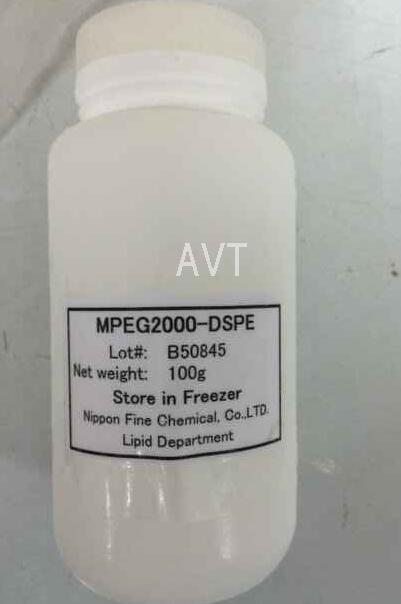 AVT
MPEG2000-DSPE
Lot#: B50845
Net weight: 100g
Store in Freezer
Nippon Fine Chemical, Co.,LTD.
Lipid Department